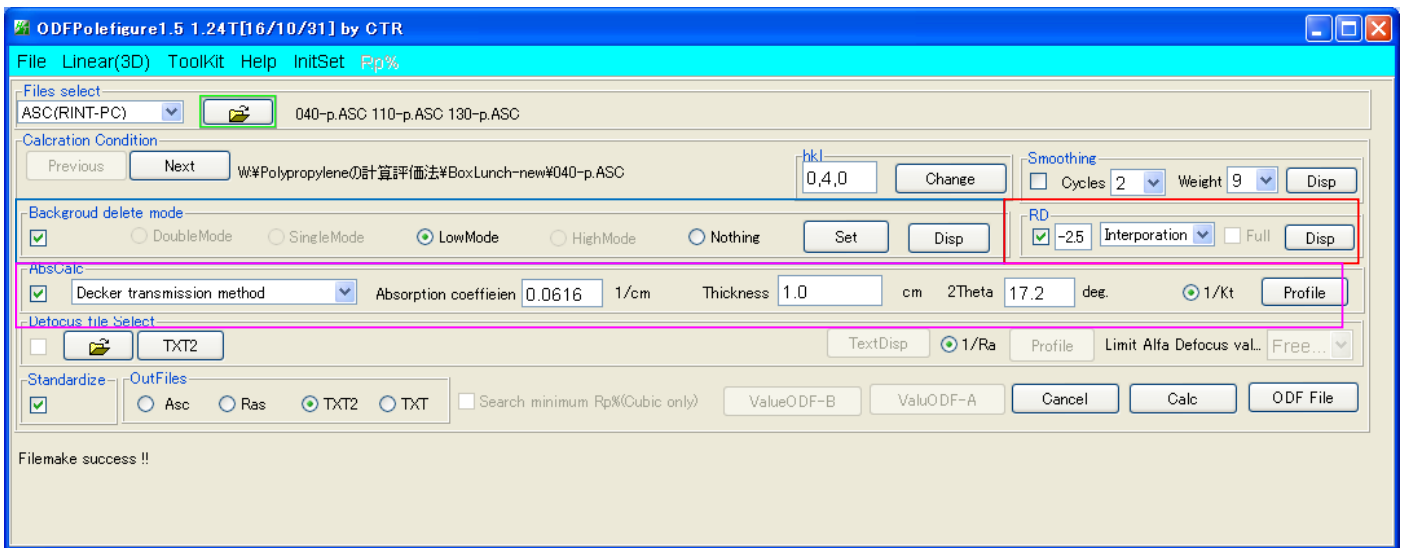 ODFPolefigure1.5 1.24T[16/10/31] by CTR
File Linear(3D) ToolKit Help InitSet Rp%
Files select
ASC(RINT-PC) 040-p.ASC 110-p.ASC 130-p.ASC
Calcration Condition
Previous Next W:¥Polypropyleneの計算評価法¥BoxLunch-new¥040-p.ASC
hkl
0,4,0 Change
Smoothing
Cycles 2 Weight 9 Disp
Backgroud delete mode
DoubleMode SingleMode LowMode HighMode Nothing Set Disp
RD
-2.5 Interporation Full Disp
AbsCalc
Decker transmission method Absorption coeffieien 0.0616 1/cm Thickness 1.0 cm 2Theta 17.2 deg. 1/Kt Profile
Defocus file Select
TXT2 TextDisp 1/Ra Profile Limit Alfa Defocus val... Free...
Standardize
OutFiles
Asc Ras TXT2 TXT Search minimum Rp%(Cubic only) ValueODF-B ValuODF-A Cancel Calc ODF File
Filemake success !!